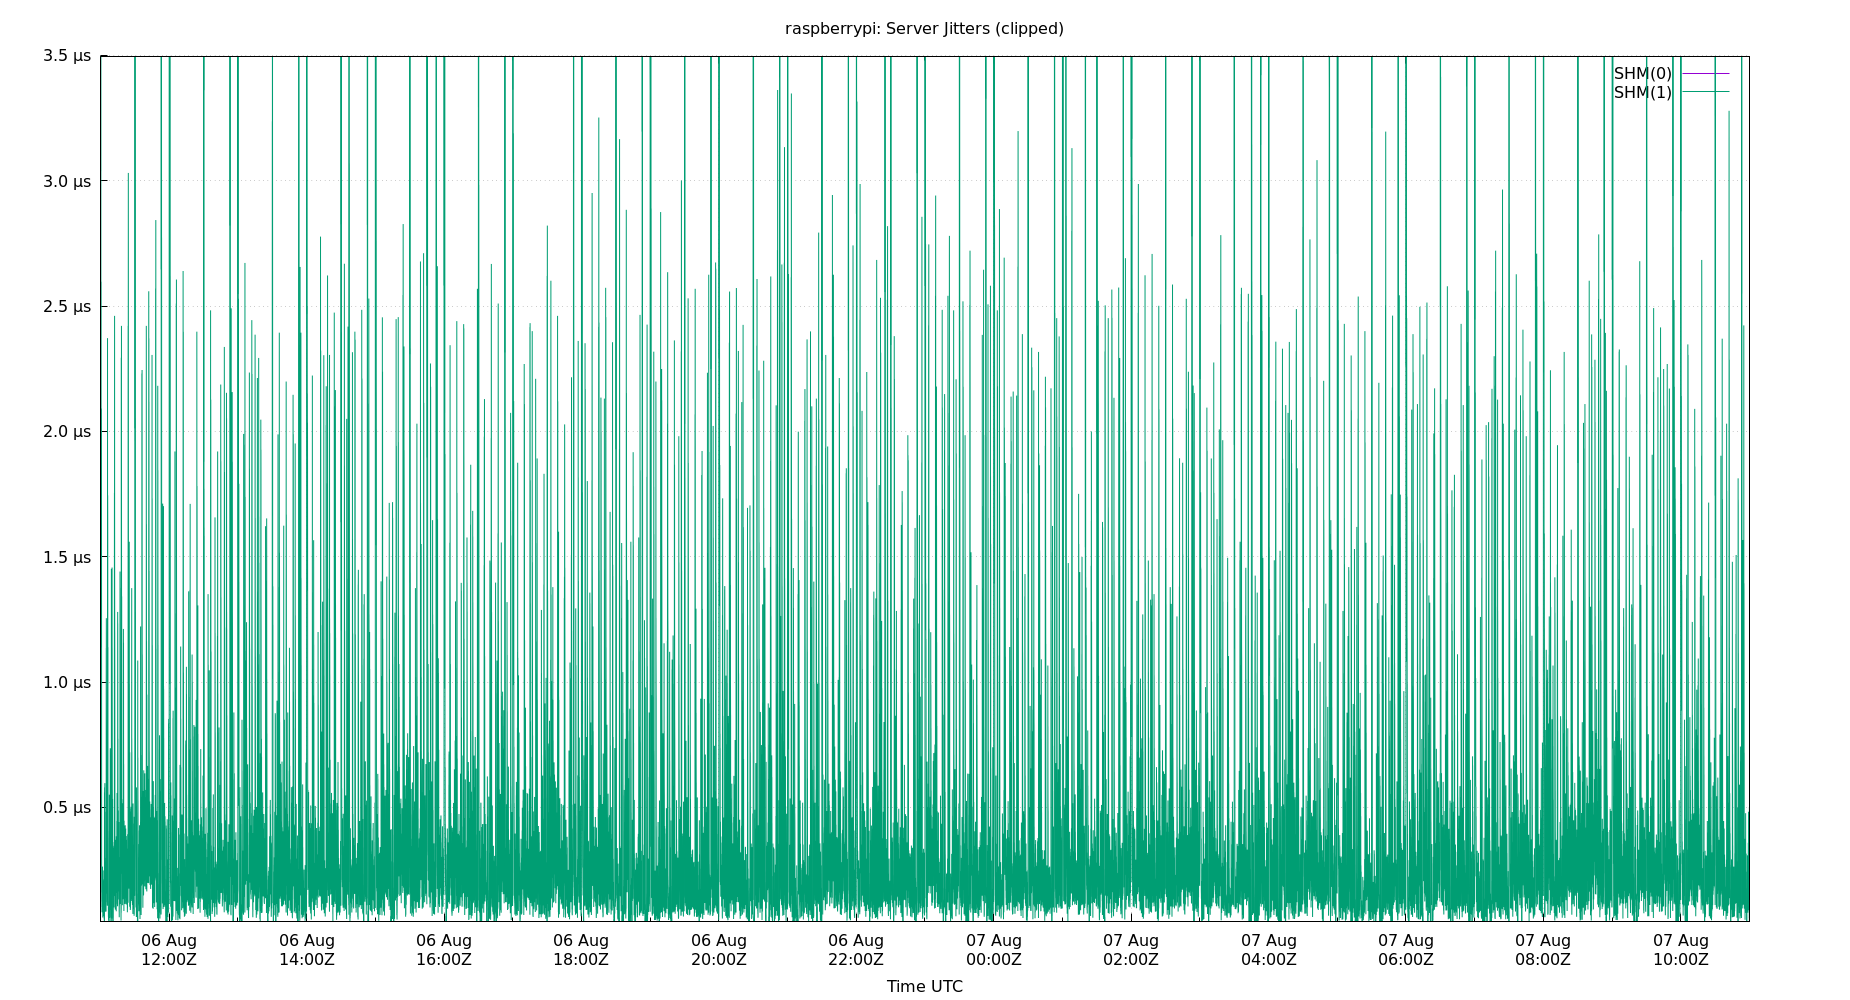 raspberrypi: Server Jitters (clipped)
3.5 µs
3.0 µs
2.5 µs
2.0 µs
1.5 µs
1.0 µs
0.5 µs
SHM(0)
SHM(1)
06 Aug 06 Aug 06 Aug 06 Aug 06 Aug 06 Aug 07 Aug 07 Aug 07 Aug 07 Aug 07 Aug 07 Aug
12:00Z 14:00Z 16:00Z 18:00Z 20:00Z 22:00Z 00:00Z 02:00Z 04:00Z 06:00Z 08:00Z 10:00Z
Time UTC